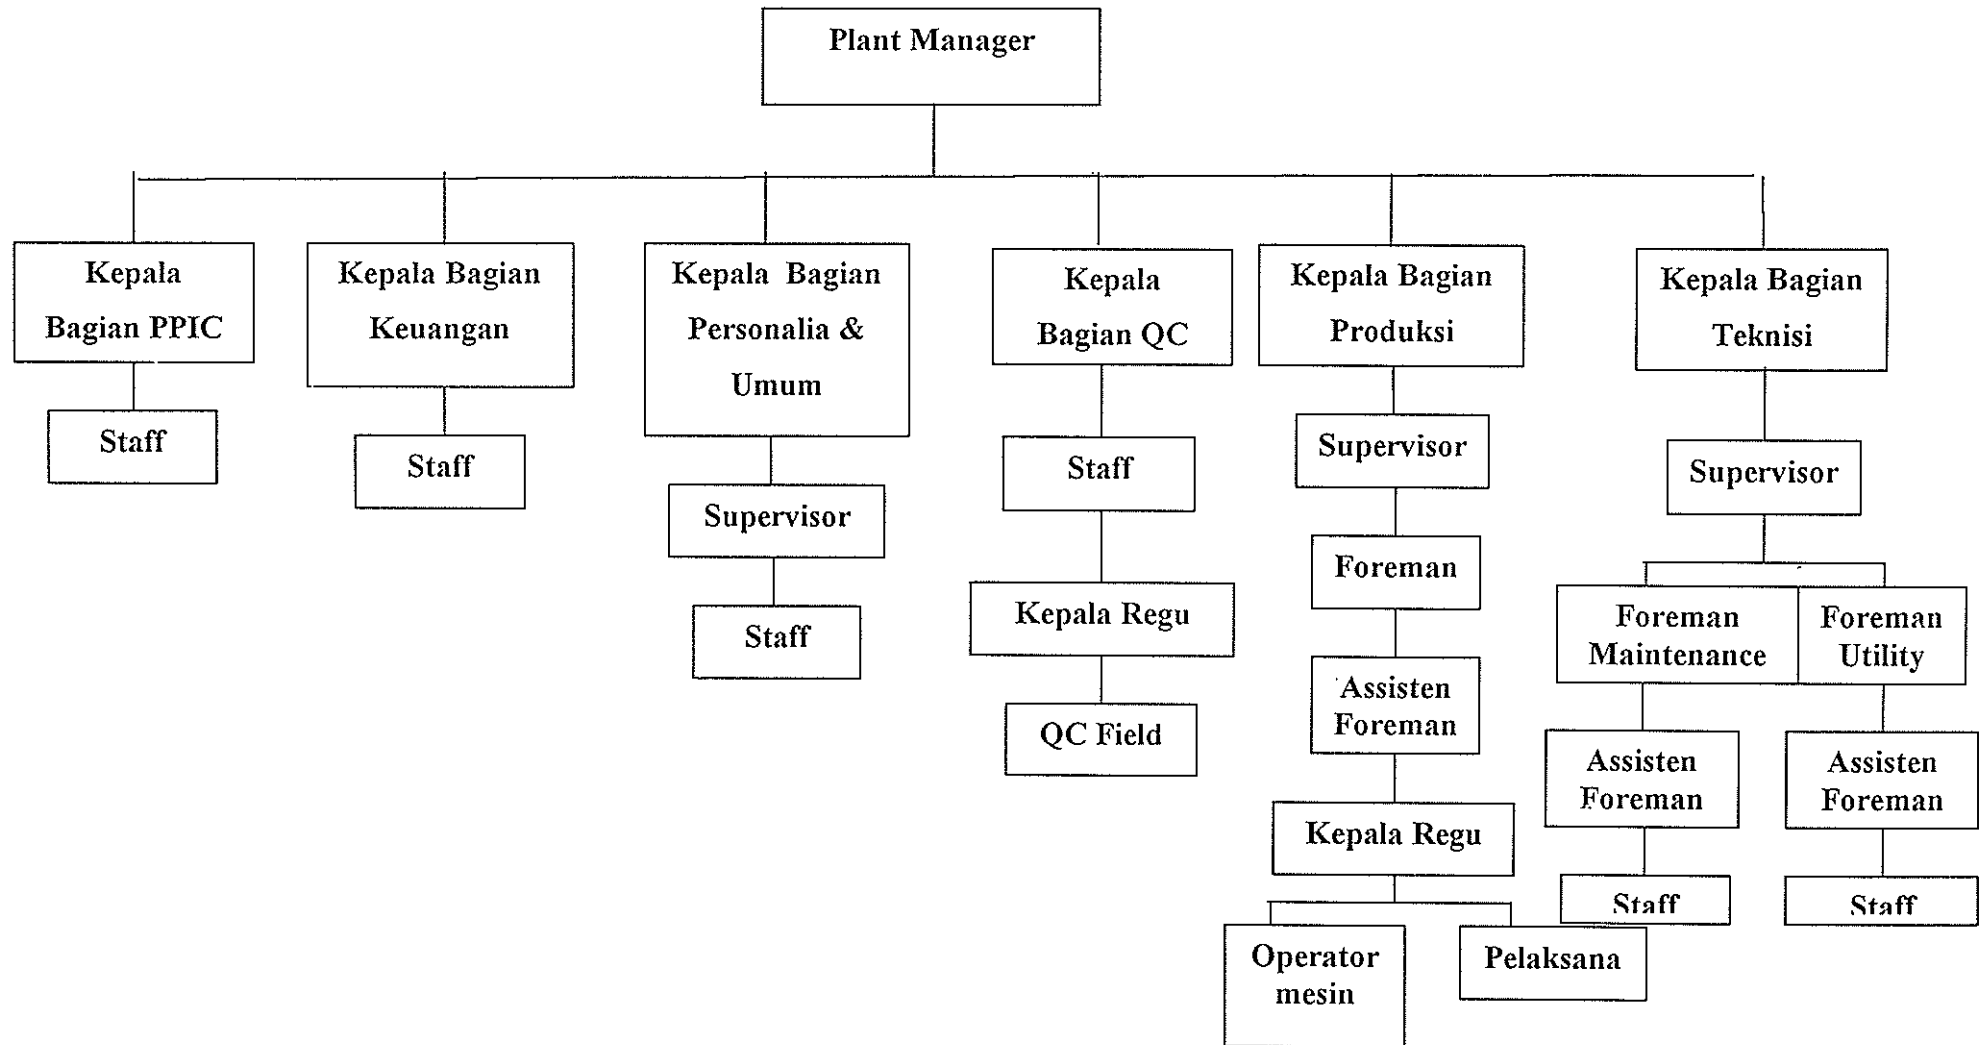 Plant Manager
Kepala
Bagian PPIC
Kepala Bagian
Keuangan
Kepala Bagian
Personalia &
Umum
Kepala
Bagian QC
Kepala Bagian
Produksi
Kepala Bagian
Teknisi
Staff
Staff
Supervisor
Staff
Staff
Kepala Regu
QC Field
Supervisor
Foreman
Assisten
Foreman
Kepala Regu
Operator
mesin
Pelaksana
Supervisor
Foreman
Maintenance
Foreman
Utility
Assisten
Foreman
Assisten
Foreman
Staff
Staff